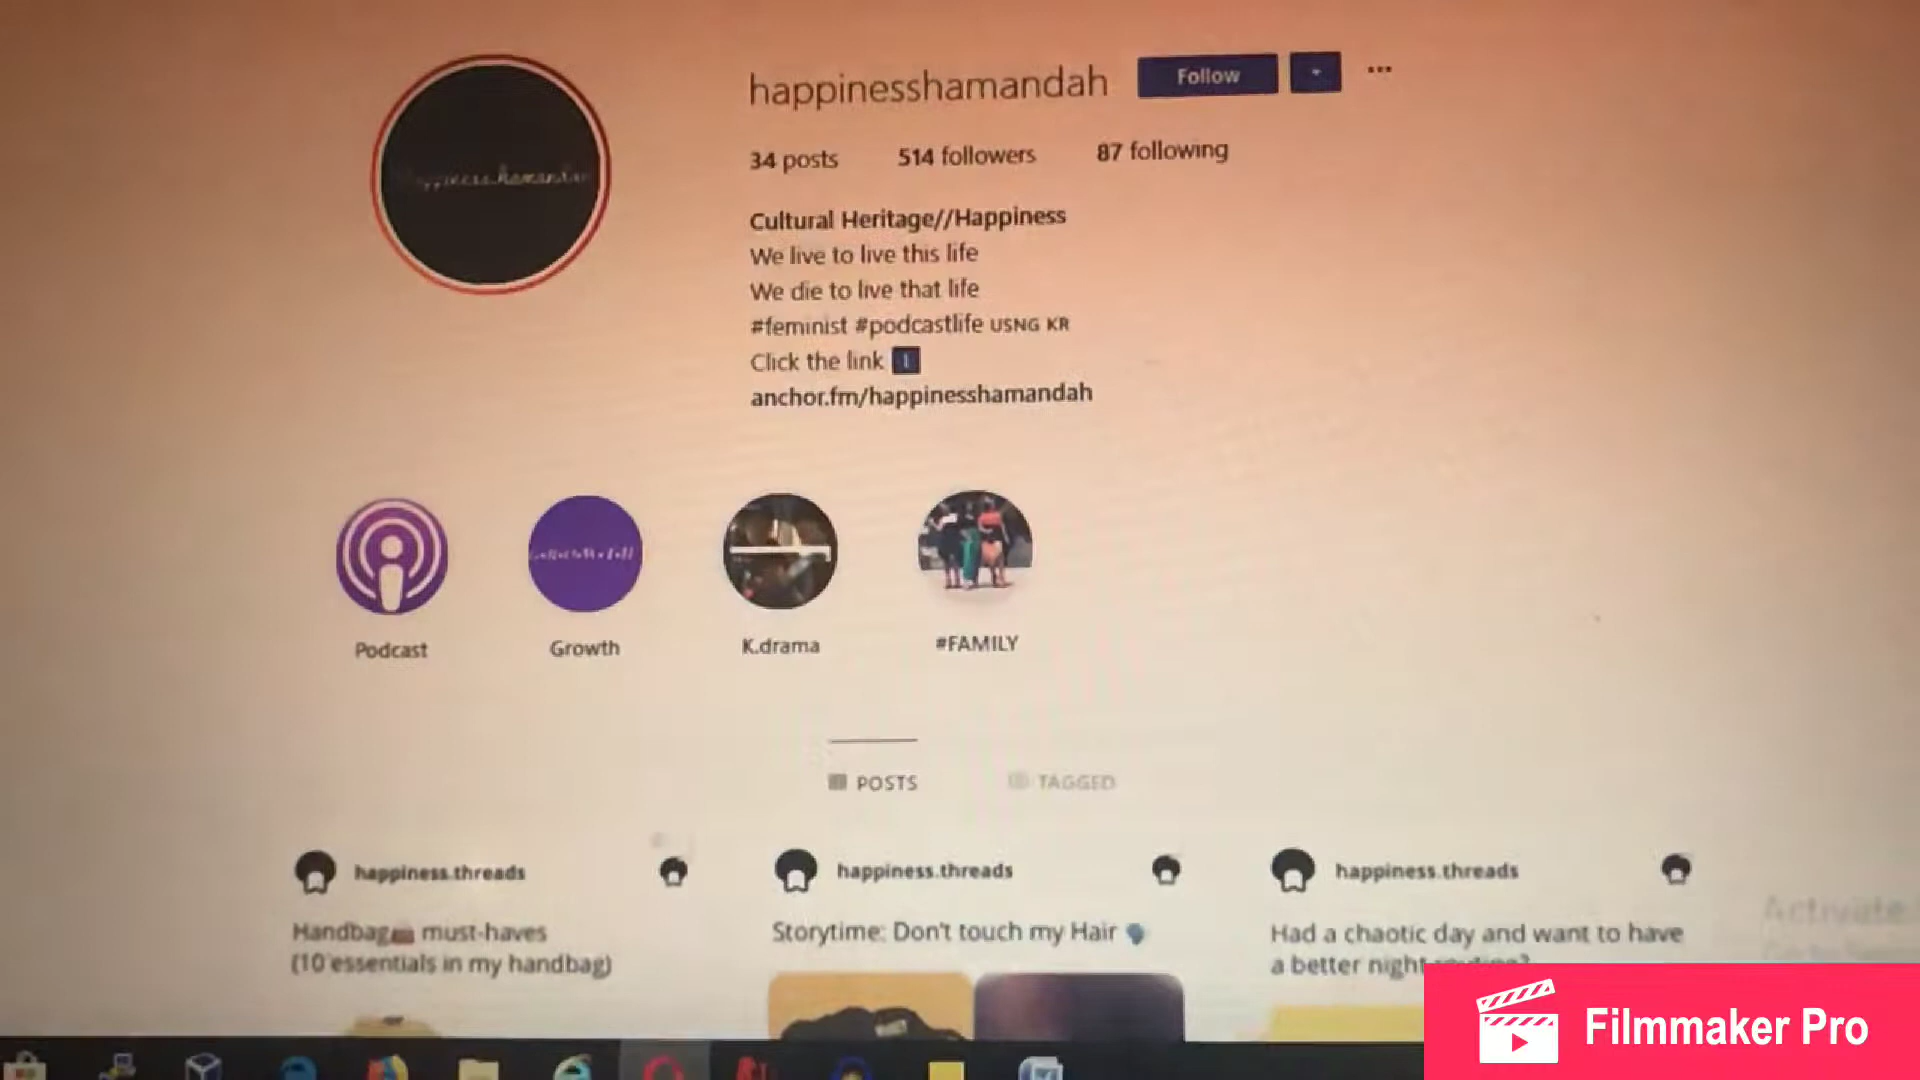 happinesshamandah
Follow
34 posts 514 followers 87 following
Cultural Heritage//Happiness
We live to live this life
We die to live that life
#feminist #podcastlife USNG KR
Click the link
anchor.fm/happinesshamandah
Podcast
Growth
K.drama
#FAMILY
POSTS
TAGGED
happiness.threads
Handbag must-haves
(10 essentials in my handbag)
happiness.threads
Storytime: Don't touch my Hair
happiness.threads
Had a chaotic day and want to have
a better night
Activate
Filmmaker Pro